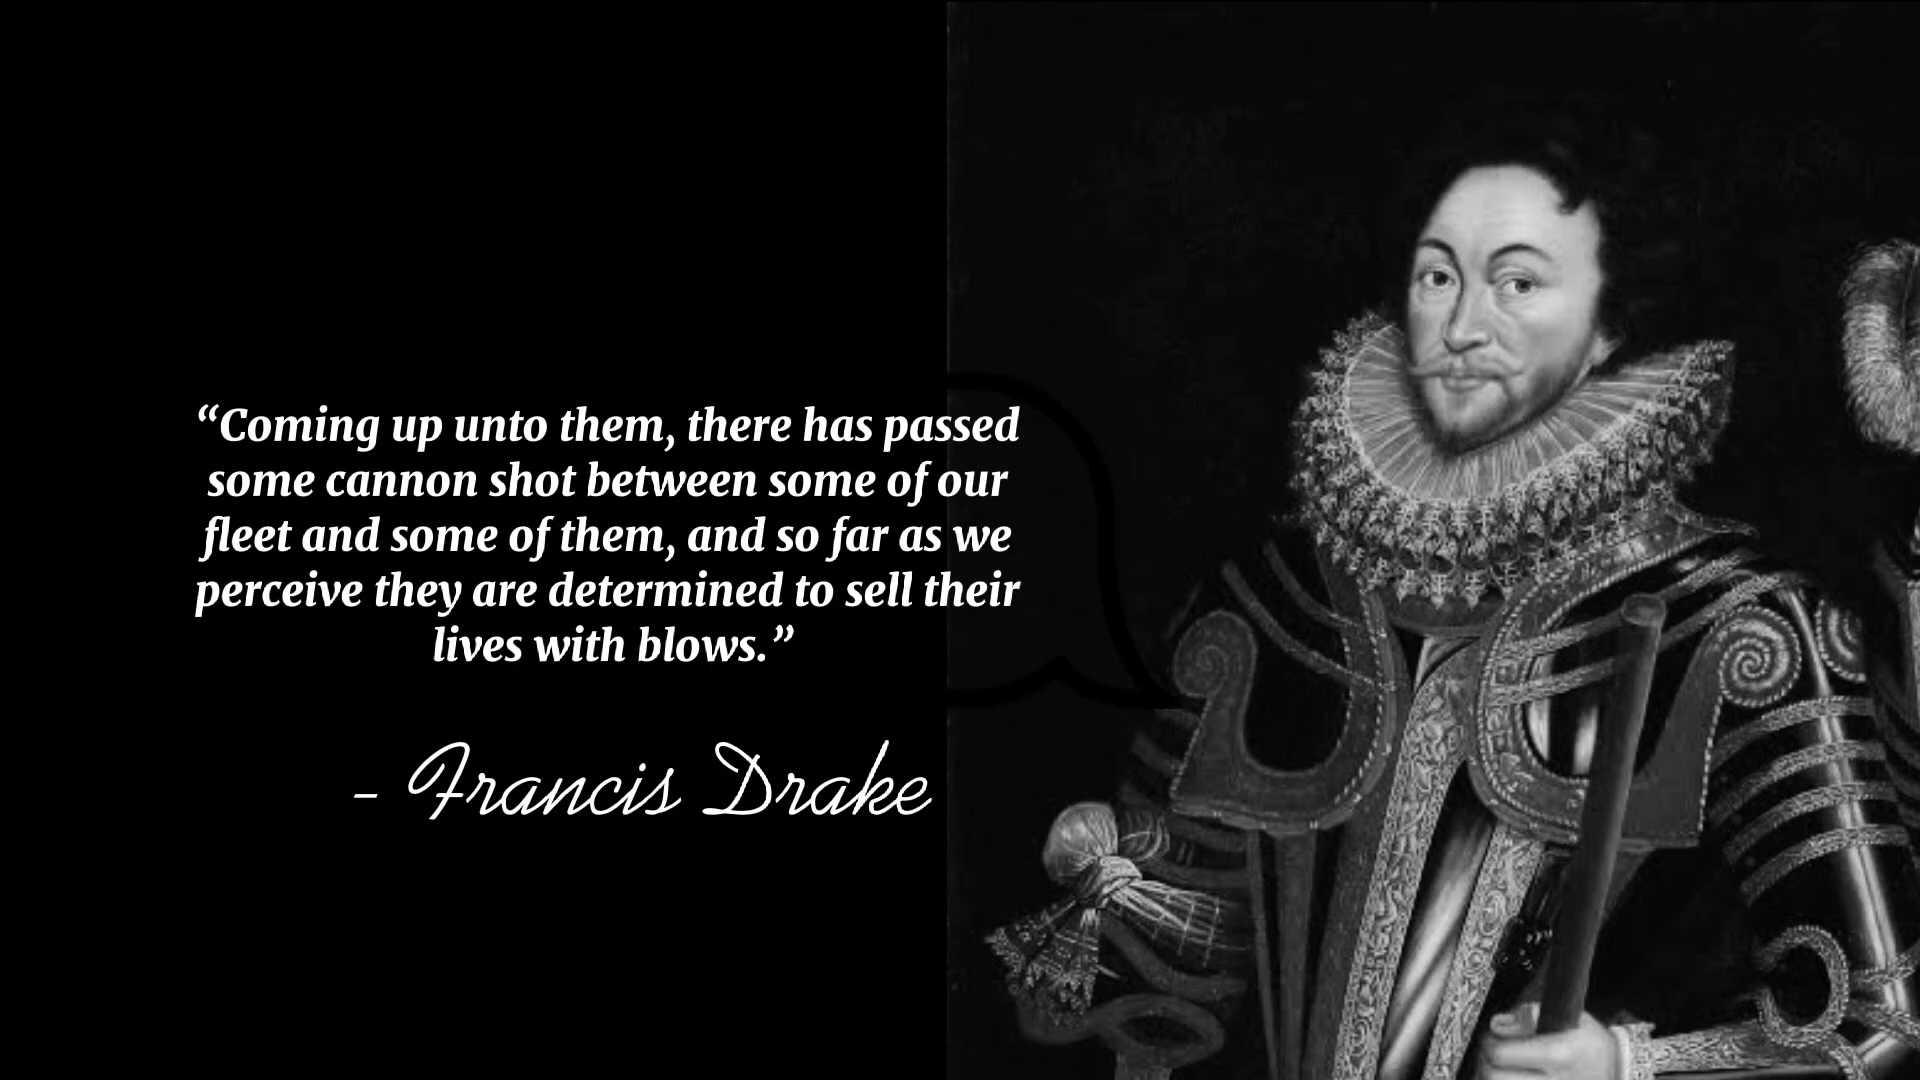 “Coming up unto them, there has passed
some cannon shot between some of our
fleet and some of them, and so far as we
perceive they are determined to sell their
lives with blows.”
- Francis Drake